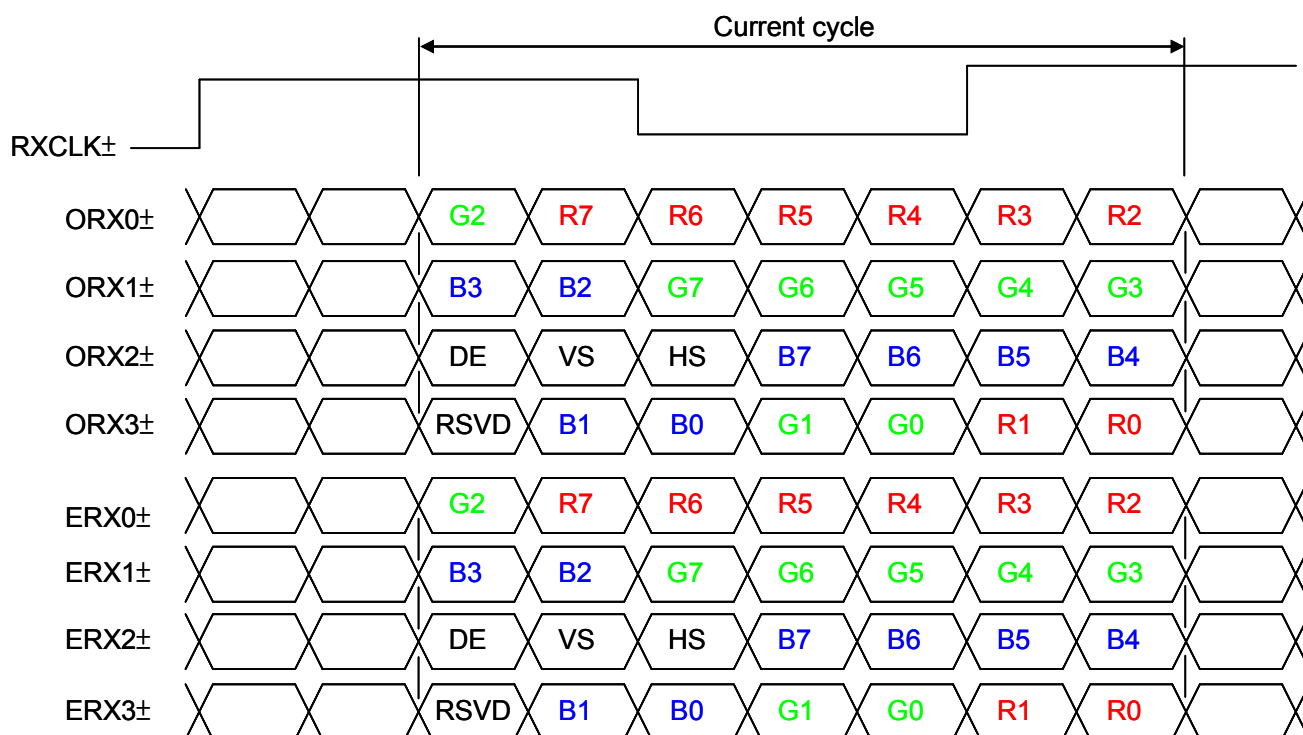 Current cycle
RXCLK±
ORX0± G2 R7 R6 R5 R4 R3 R2
ORX1± B3 B2 G7 G6 G5 G4 G3
ORX2± DE VS HS B7 B6 B5 B4
ORX3± RSVD B1 B0 G1 G0 R1 R0
ERX0± G2 R7 R6 R5 R4 R3 R2
ERX1± B3 B2 G7 G6 G5 G4 G3
ERX2± DE VS HS B7 B6 B5 B4
ERX3± RSVD B1 B0 G1 G0 R1 R0